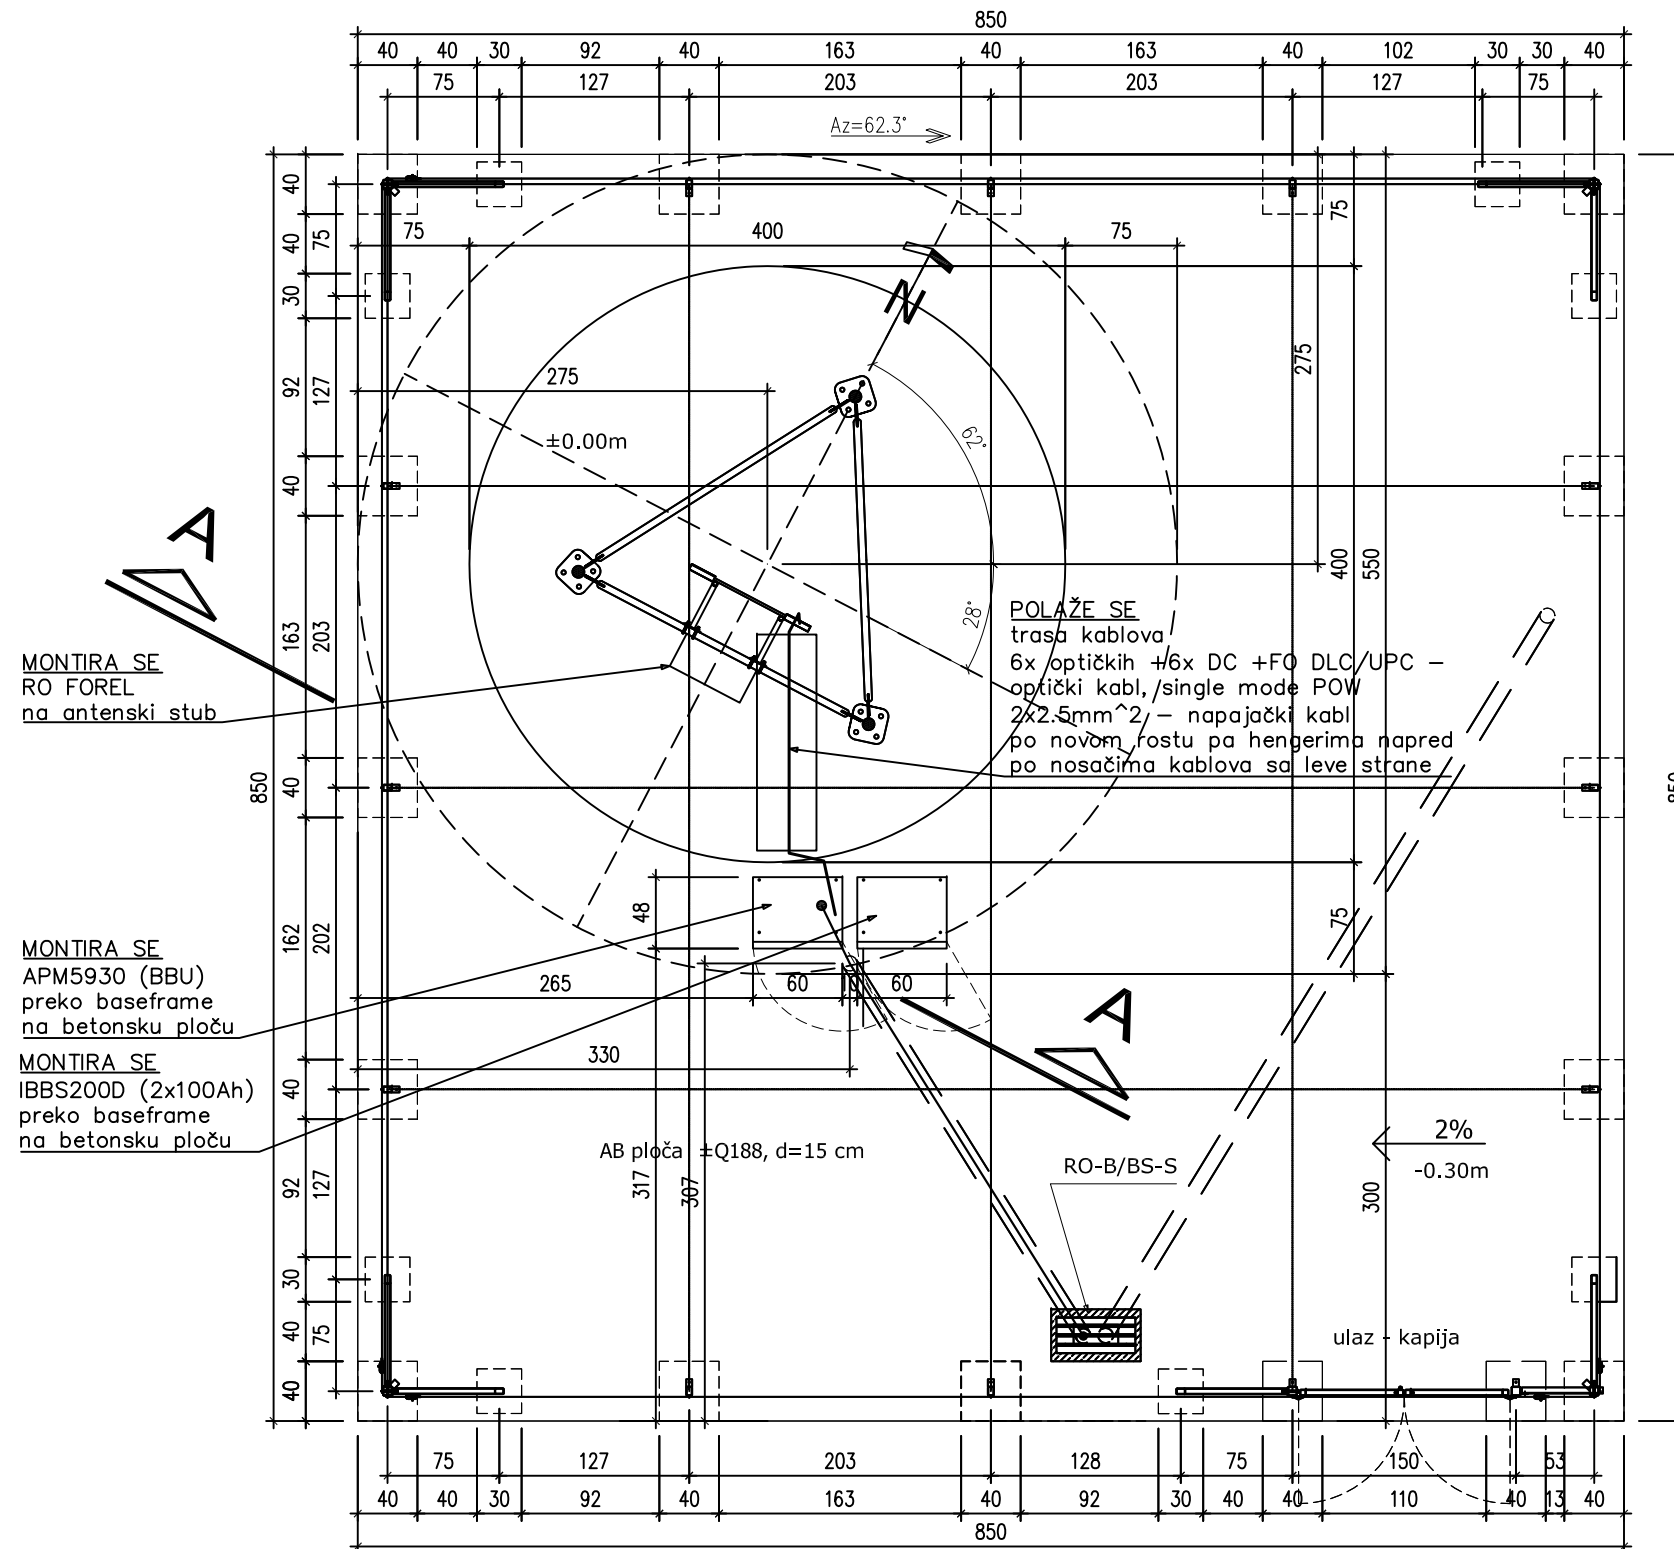 850
40 40 30 92 40 163 40 163 40 102 30 30 40
75 127 203 203 127 75
Az=62.3°
40
40 75
30
92 127
40
163 203
850 40
162 202
40
92 127
30
40 75
40
75 400 75
75
N
275
275
±0.00m
62°
28°
400 550
A
MONTIRA SE
RO FOREL
na antenski stub
POLAŽE SE
trasa kablova
6x optičkih +6x DC +FO DLC/UPC –
optički kabl, single mode POW
2x2.5mm^2 – napajački kabl
po novom rostu pa hengerima napred
po nosačima kablova sa leve strane
850
48
75
MONTIRA SE
APM5930 (BBU)
preko baseframe
na betonsku ploču
265 60 10 60
A
330
MONTIRA SE
IBBS200D (2x100Ah)
preko baseframe
na betonsku ploču
AB ploča ±Q188, d=15 cm
317
307
RO-B/BS-S
2%
-0.30m
300
ulaz - kapija
75 127 203 128 75 150 53
40 40 30 92 40 163 40 92 30 40 40 110 40 13 40
850